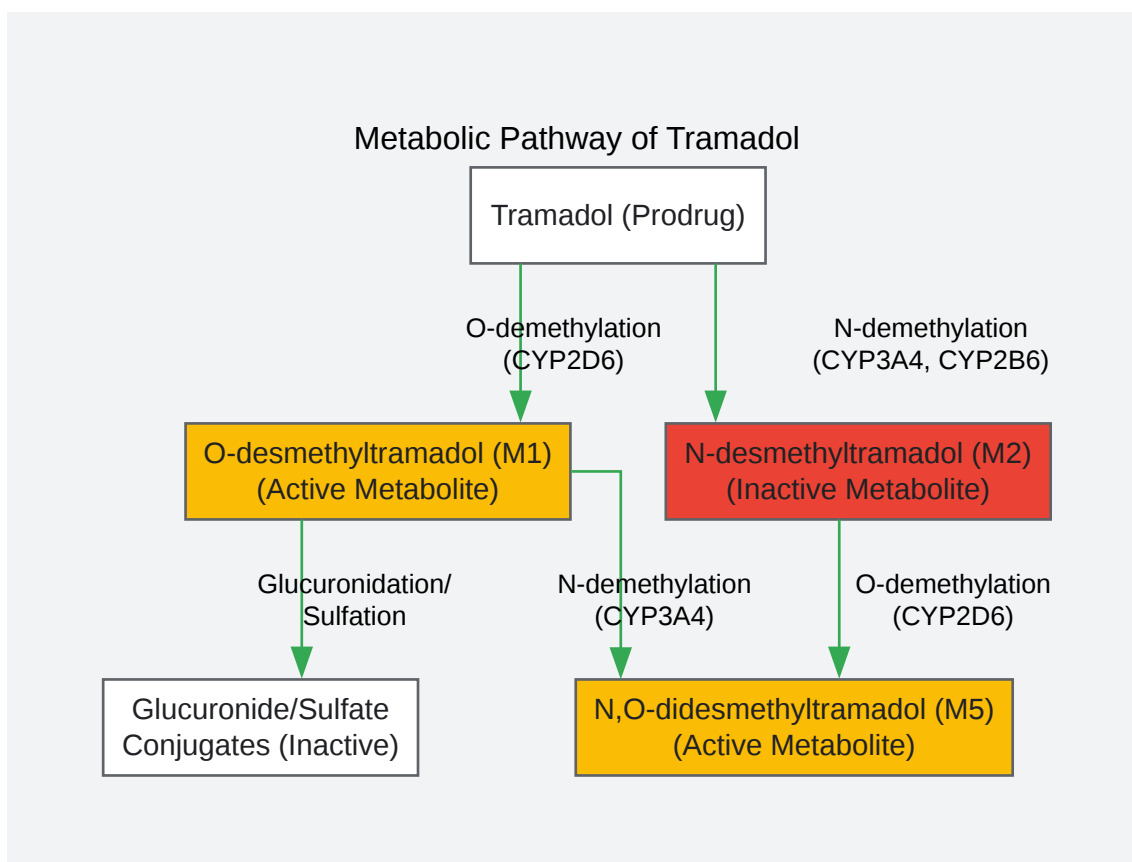 Metabolic Pathway of Tramadol
Tramadol (Prodrug)
O-demethylation
(CYP2D6)
N-demethylation
(CYP3A4, CYP2B6)
O-desmethyltramadol (M1)
(Active Metabolite)
N-desmethyltramadol (M2)
(Inactive Metabolite)
Glucuronidation/
Sulfation
N-demethylation
(CYP3A4)
O-demethylation
(CYP2D6)
Glucuronide/Sulfate
Conjugates (Inactive)
N,O-didesmethyltramadol (M5)
(Active Metabolite)